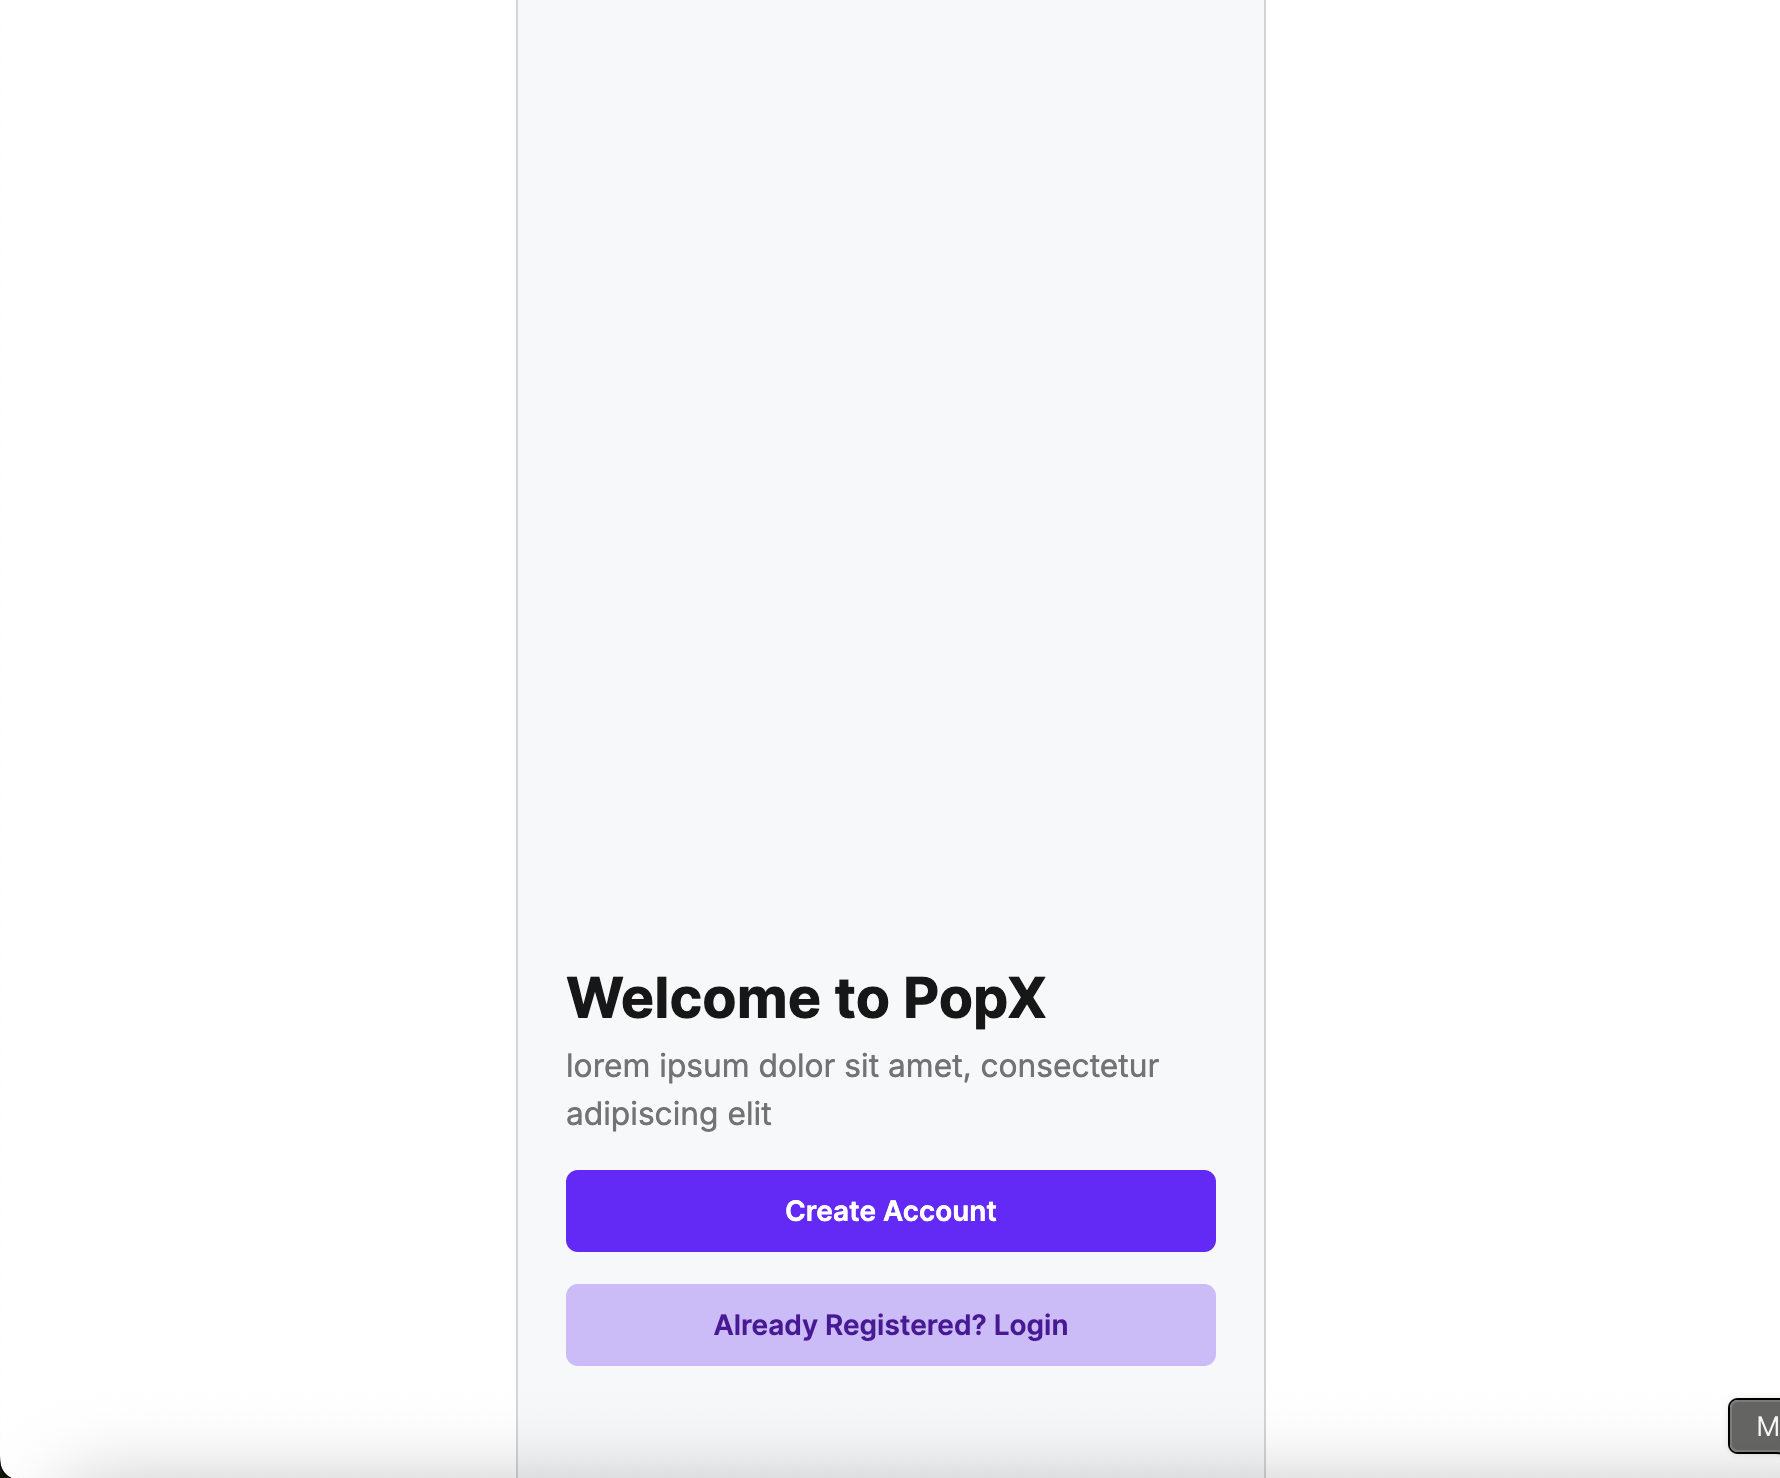 Welcome to PopX
lorem ipsum dolor sit amet, consectetur
adipiscing elit
Create Account
Already Registered? Login
M